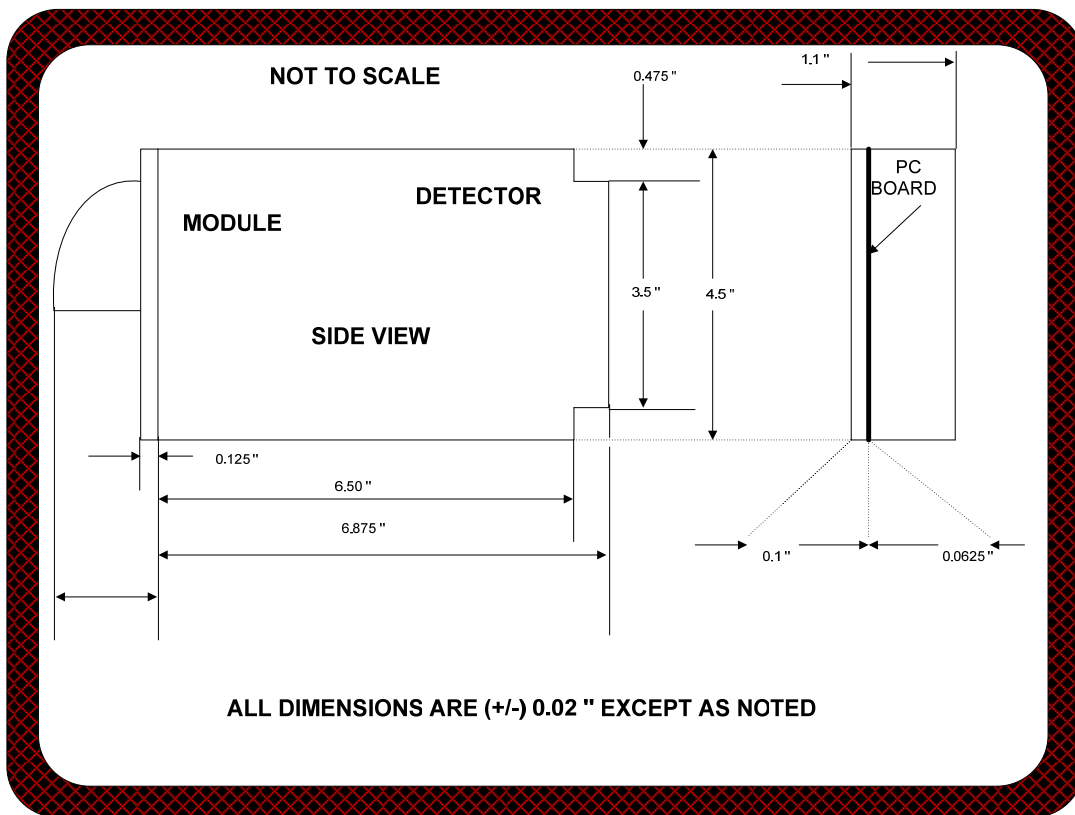 NOT TO SCALE
0.475 "
1.1 "
PC
BOARD
DETECTOR
MODULE
3.5 "
4.5 "
SIDE VIEW
0.125 "
6.50 "
6.875 "
0.1 "
0.0625 "
ALL DIMENSIONS ARE (+/-) 0.02 " EXCEPT AS NOTED